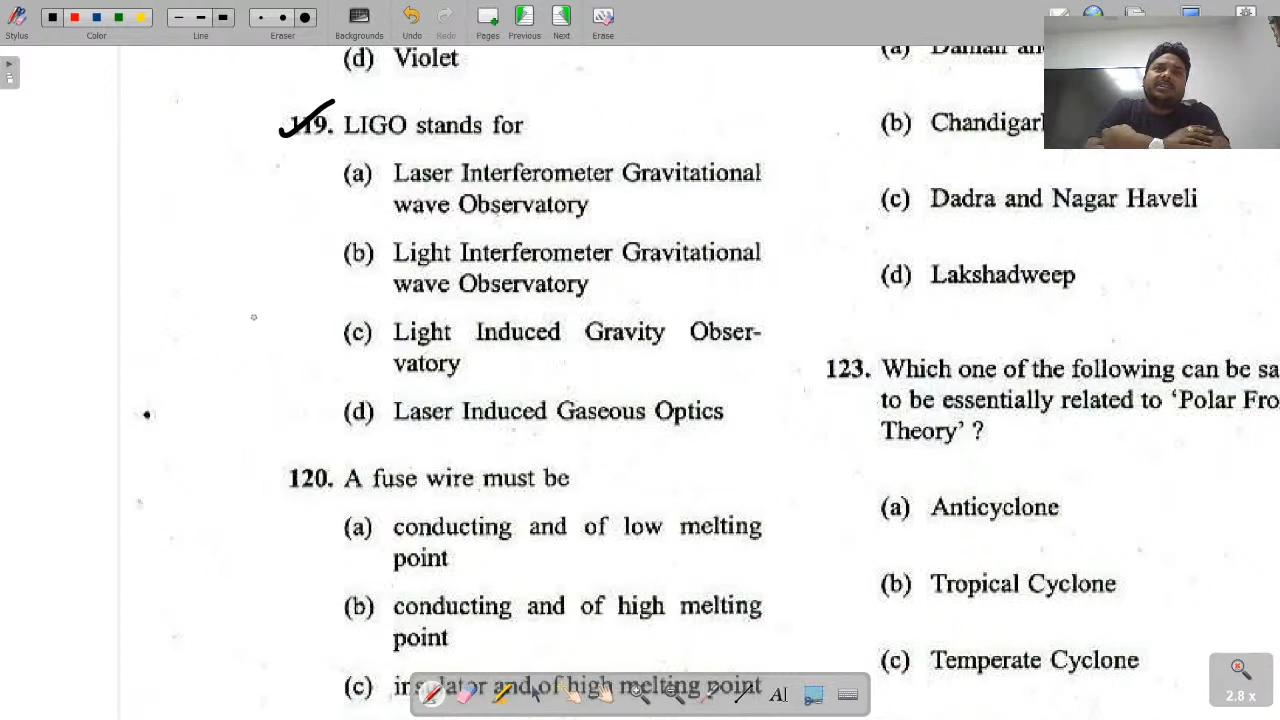 Stylus
Color
Line
Eraser
Backgrounds
Undo
Redo
Pages
Previous
Next
Erase
(d) Violet
119. LIGO stands for
(a) Laser Interferometer Gravitational
wave Observatory
(b) Light Interferometer Gravitational
wave Observatory
(c) Light Induced Gravity Obser-
vatory
(d) Laser Induced Gaseous Optics
120. A fuse wire must be
(a) conducting and of low melting
point
(b) conducting and of high melting
point
(c) insulator and of high melting point
(a) Daman an
(b) Chandigarh
(c) Dadra and Nagar Haveli
(d) Lakshadweep
123. Which one of the following can be sa
to be essentially related to ‘Polar Fro
Theory’ ?
(a) Anticyclone
(b) Tropical Cyclone
(c) Temperate Cyclone
AI
2.8 x